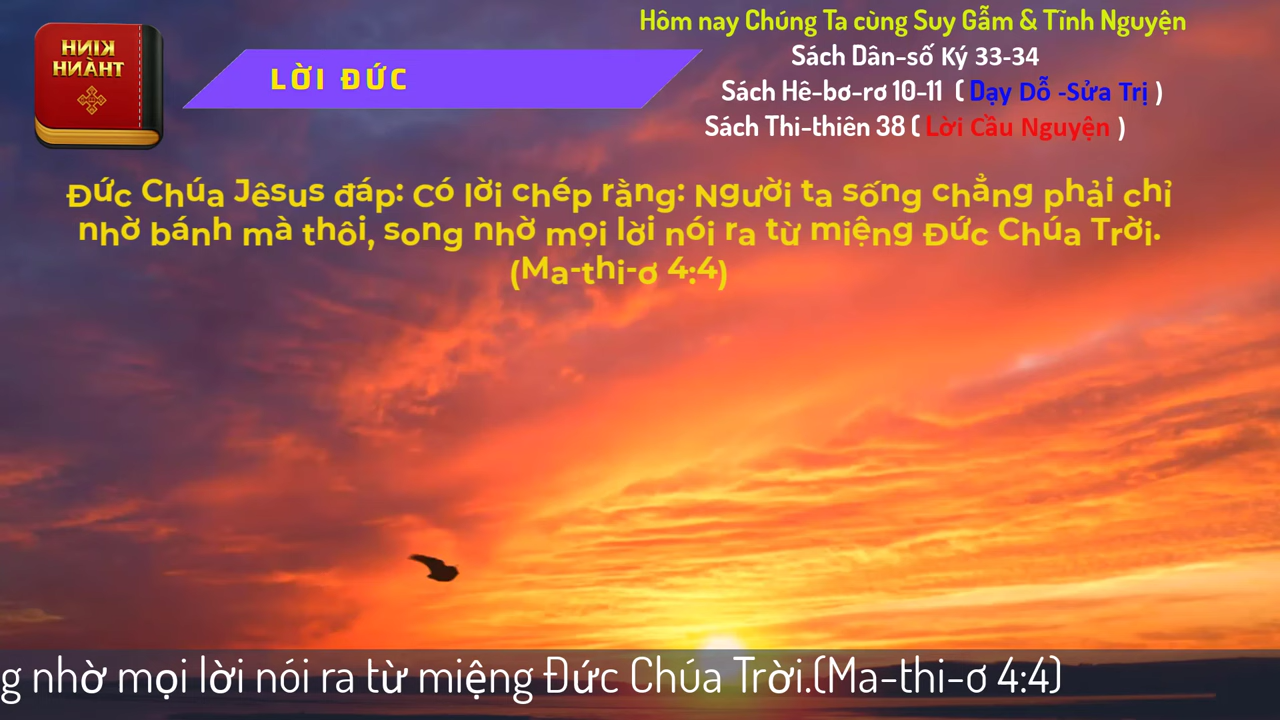 KINH
THÀNH
LỜI ĐỨC
Hôm nay Chúng Ta cùng Suy Gẫm & Tĩnh Nguyện
Sách Dân-số Ký 33-34
Sách Hê-bơ-rơ 10-11 ( Dạy Dỗ -Sửa Trị )
Sách Thi-thiên 38 ( Lời Cầu Nguyện )
Đức Chúa Jêsus đáp: Có lời chép rằng: Người ta sống chẳng phải chỉ
nhờ bánh mà thôi, song nhờ mọi lời nói ra từ miệng Đức Chúa Trời.
(Ma-thi-ơ 4:4)
g nhờ mọi lời nói ra từ miệng Đức Chúa Trời.(Ma-thi-ơ 4:4)